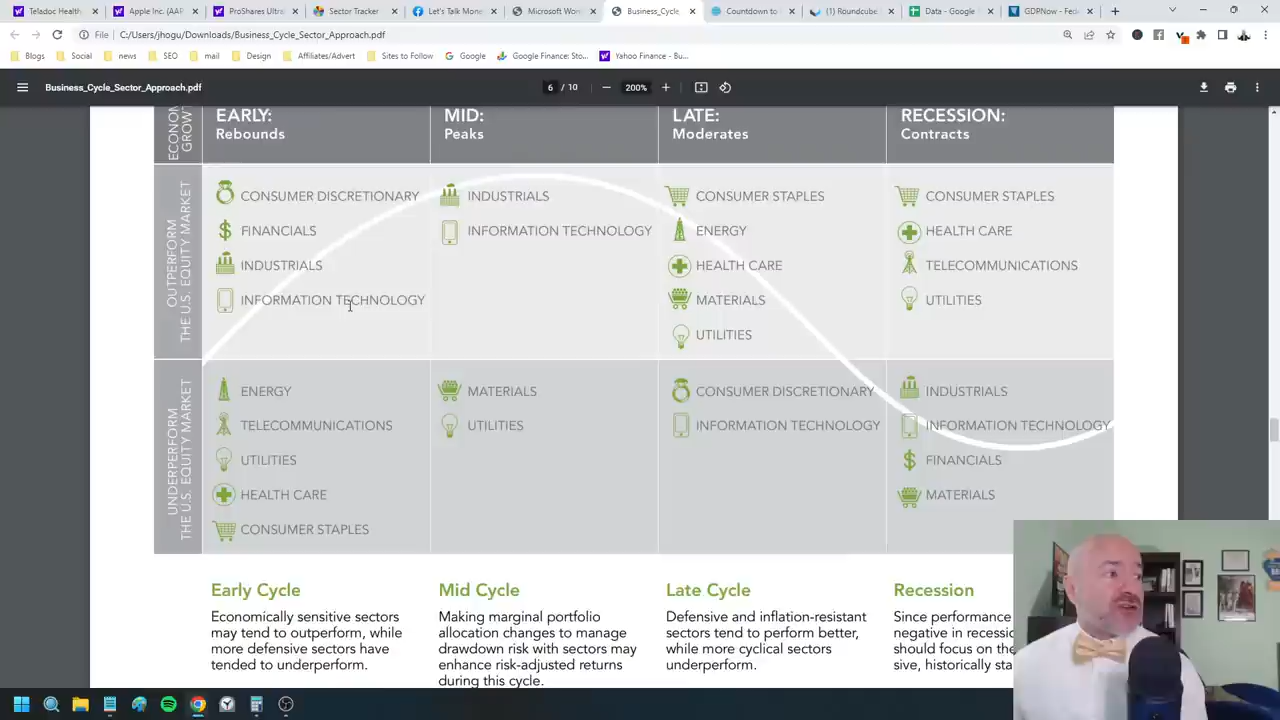 Teladoc Health
Apple Inc. (AAP
ProShares Ultra
Sector Tracker
Let's Talk Mone
Microsoft Wor
Business_Cycle_
Countdown to
(1) Roundcube
Data - Google
GDPNow - Fede
File
C:/Users/jhogu/Downloads/Business_Cycle_Sector_Approach.pdf
Blogs
Social
news
SEO
mail
Design
Affiliates/Advert
Sites to Follow
Google
Google Finance: Sto...
Yahoo Finance - Bu...
Business_Cycle_Sector_Approach.pdf
6 / 10
200%
ECONOM
GROWT
EARLY:
Rebounds
MID:
Peaks
LATE:
Moderates
RECESSION:
Contracts
OUTPERFORM
THE U.S. EQUITY MARKET
CONSUMER DISCRETIONARY
FINANCIALS
INDUSTRIALS
INFORMATION TECHNOLOGY
INDUSTRIALS
INFORMATION TECHNOLOGY
CONSUMER STAPLES
ENERGY
HEALTH CARE
MATERIALS
UTILITIES
CONSUMER STAPLES
HEALTH CARE
TELECOMMUNICATIONS
UTILITIES
UNDERPERFORM
THE U.S. EQUITY MARKET
ENERGY
TELECOMMUNICATIONS
UTILITIES
HEALTH CARE
CONSUMER STAPLES
MATERIALS
UTILITIES
CONSUMER DISCRETIONARY
INFORMATION TECHNOLOGY
INDUSTRIALS
INFORMATION TECHNOLOGY
FINANCIALS
MATERIALS
Early Cycle
Economically sensitive sectors
may tend to outperform, while
more defensive sectors have
tended to underperform.
Mid Cycle
Making marginal portfolio
allocation changes to manage
drawdown risk with sectors may
enhance risk-adjusted returns
during this cycle.
Late Cycle
Defensive and inflation-resistant
sectors tend to perform better,
while more cyclical sectors
underperform.
Recession
Since performance
negative in recessio
should focus on the
sive, historically sta